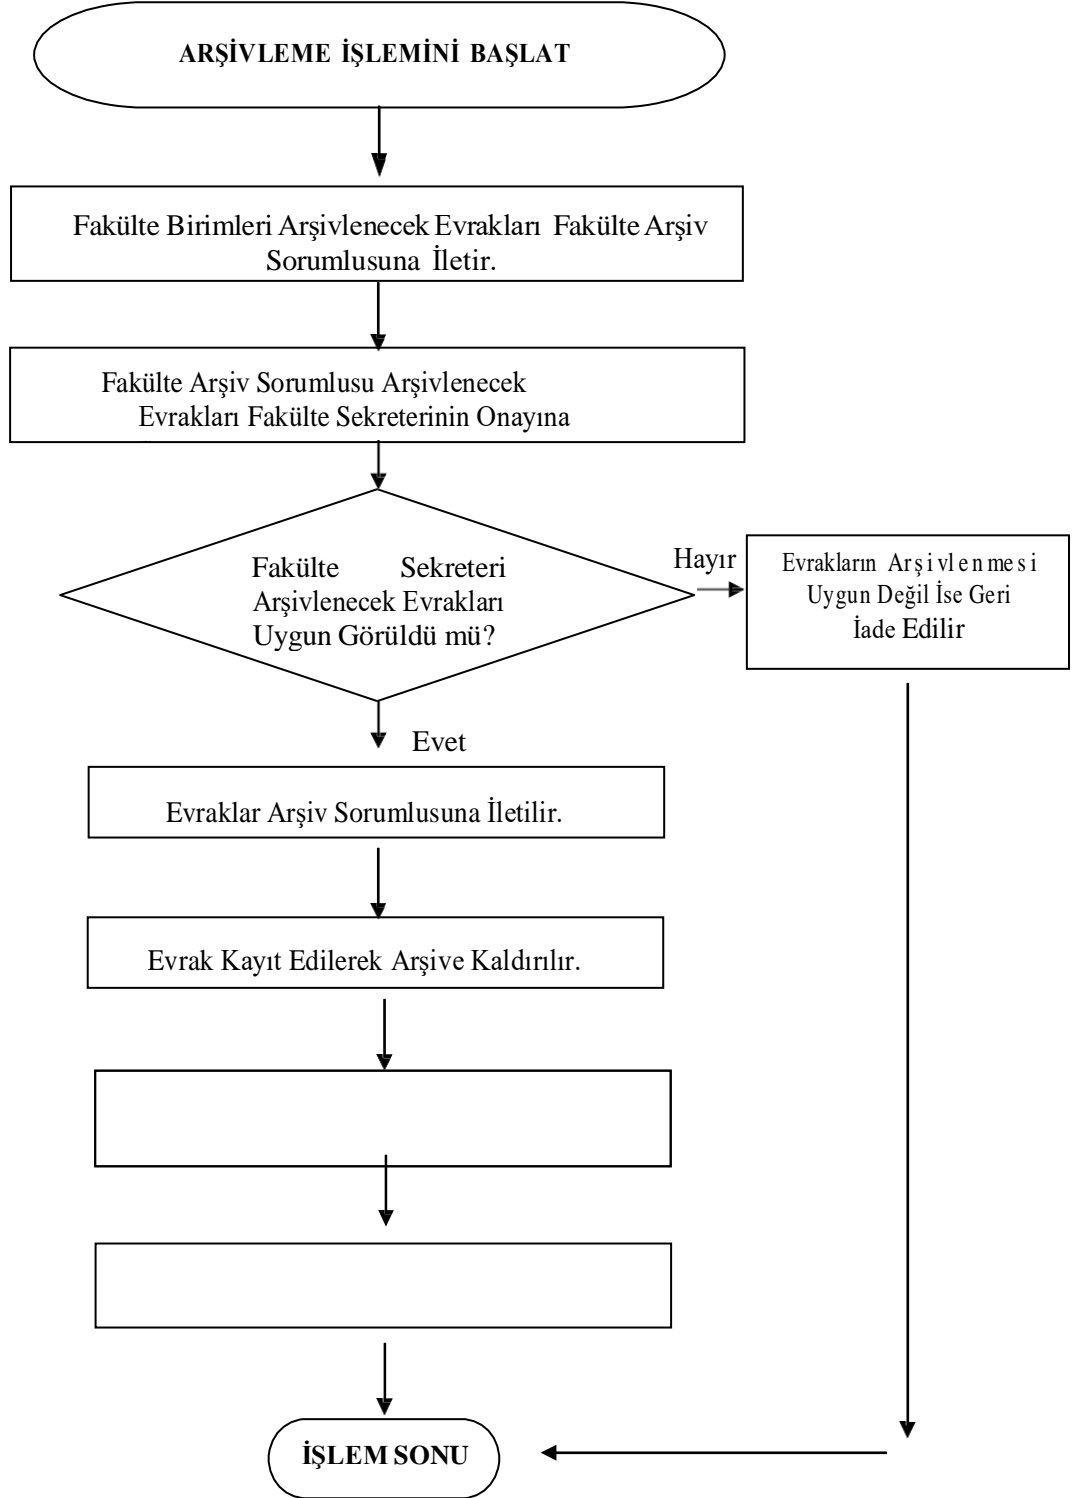 ARŞİVLEME İŞLEMİNİ BAŞLAT
Fakülte Birimleri Arşivlenecek Evrakları Fakülte Arşiv
Sorumlusuna İletir.
Fakülte Arşiv Sorumlusu Arşivlenecek
Evrakları Fakülte Sekreterinin Onayına
Fakülte Sekreteri
Arşivlenecek Evrakları
Uygun Görüldü mü?
Hayır
Evrakların Arşivlenmesi
Uygun Değil İse Geri
İade Edilir
Evet
Evraklar Arşiv Sorumlusuna İletilir.
Evrak Kayıt Edilerek Arşive Kaldırılır.
İŞLEM SONU